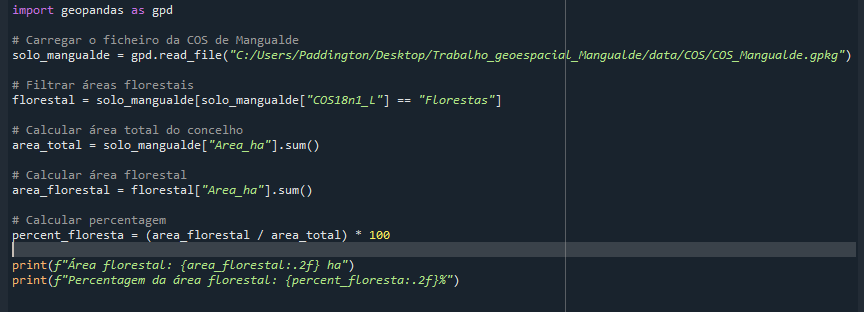 import geopandas as gpd
# Carregar o ficheiro da COS de Mangualde
solo_mangualde = gpd.read_file("C:/Users/Paddington/Desktop/Trabalho_geoespacial_Mangualde/data/COS/COS_Mangualde.gpkg")
# Filtrar áreas florestais
florestal = solo_mangualde[solo_mangualde["COS18n1_L"] == "Florestas"]
# Calcular área total do concelho
area_total = solo_mangualde["Area_ha"].sum()
# Calcular área florestal
area_florestal = florestal["Area_ha"].sum()
# Calcular percentagem
percent_floresta = (area_florestal / area_total) * 100
print(f"Área florestal: {area_florestal:.2f} ha")
print(f"Percentagem da área florestal: {percent_floresta:.2f}%")